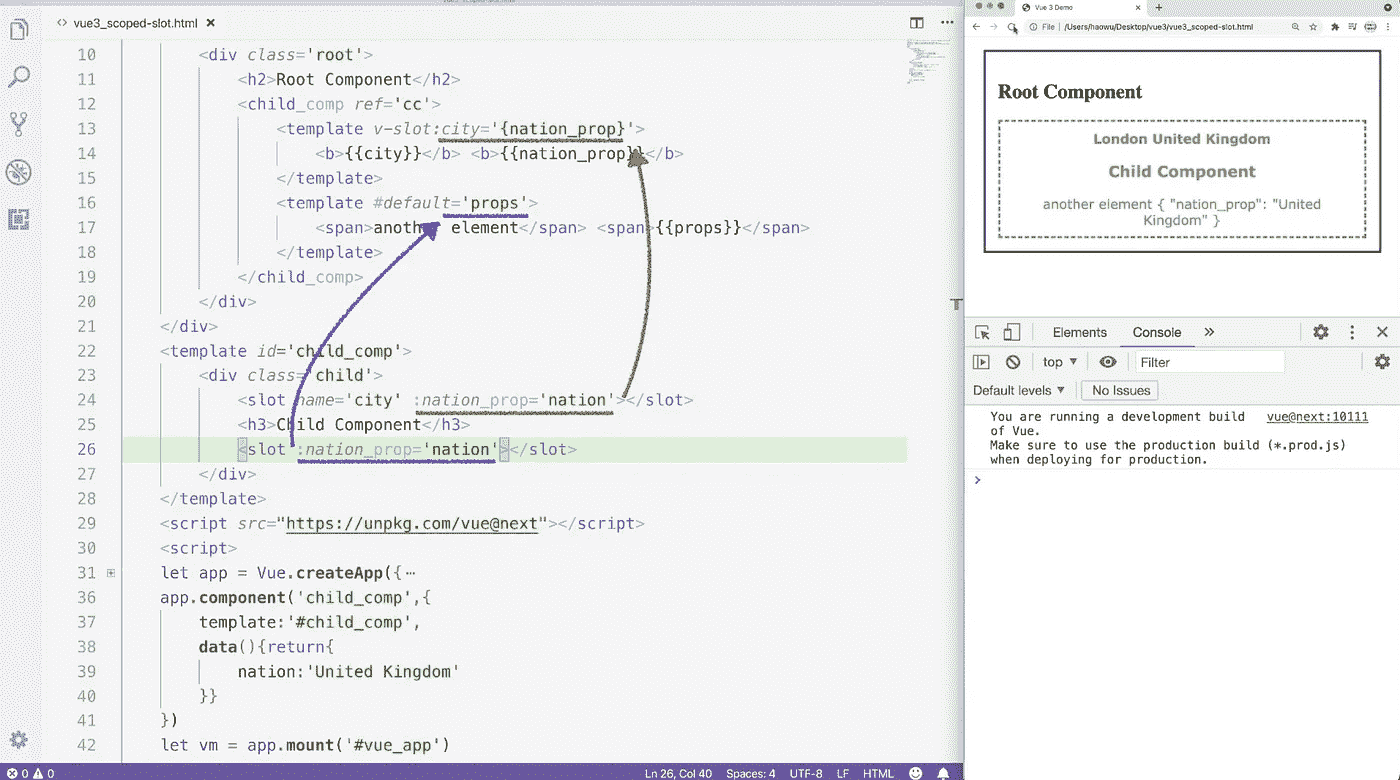 vue3_scoped-slot.html
10 <div class='root'>
11 <h2>Root Component</h2>
12 <child_comp ref='cc'>
13 <template v-slot:city='{nation_prop}'>
14 <b>{{city}}</b> <b>{{nation_prop}}</b>
15 </template>
16 <template #default='props'>
17 <span>another element</span> <span>{{props}}</span>
18 </template>
19 </child_comp>
20 </div>
21 </div>
22 <template id='child_comp'>
23 <div class='child'>
24 <slot name='city' :nation_prop='nation'></slot>
25 <h3>Child Component</h3>
26 <slot :nation_prop='nation'></slot>
27 </div>
28 </template>
29 <script src="https://unpkg.com/vue@next"></script>
30 <script>
31 let app = Vue.createApp({⋯
36 app.component('child_comp',{
37 template:'#child_comp',
38 data(){return{
39 nation:'United Kingdom'
40 }}
41 })
42 let vm = app.mount('#vue_app')
0 0 Ln 26, Col 40 Spaces: 4 UTF-8 LF HTML
Vue 3 Demo
File /Users/haowu/Desktop/vue3/vue3_scoped-slot.html
Root Component
London United Kingdom
Child Component
another element { "nation_prop": "United
Kingdom" }
Elements Console
top Filter
Default levels No Issues
You are running a development build vue@next:10111
of Vue.
Make sure to use the production build (*.prod.js)
when deploying for production.